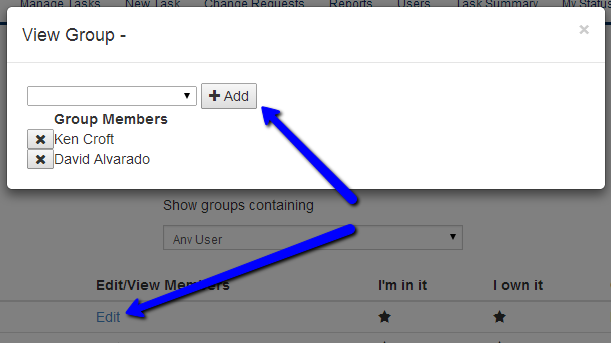 Manage Tasks New Task Change Requests Reports Users Task Summary My Status
View Group - ×
+ Add
Group Members
Ken Croft
David Alvarado
Show groups containing
Any User
Edit/View Members I'm in it I own it
Edit